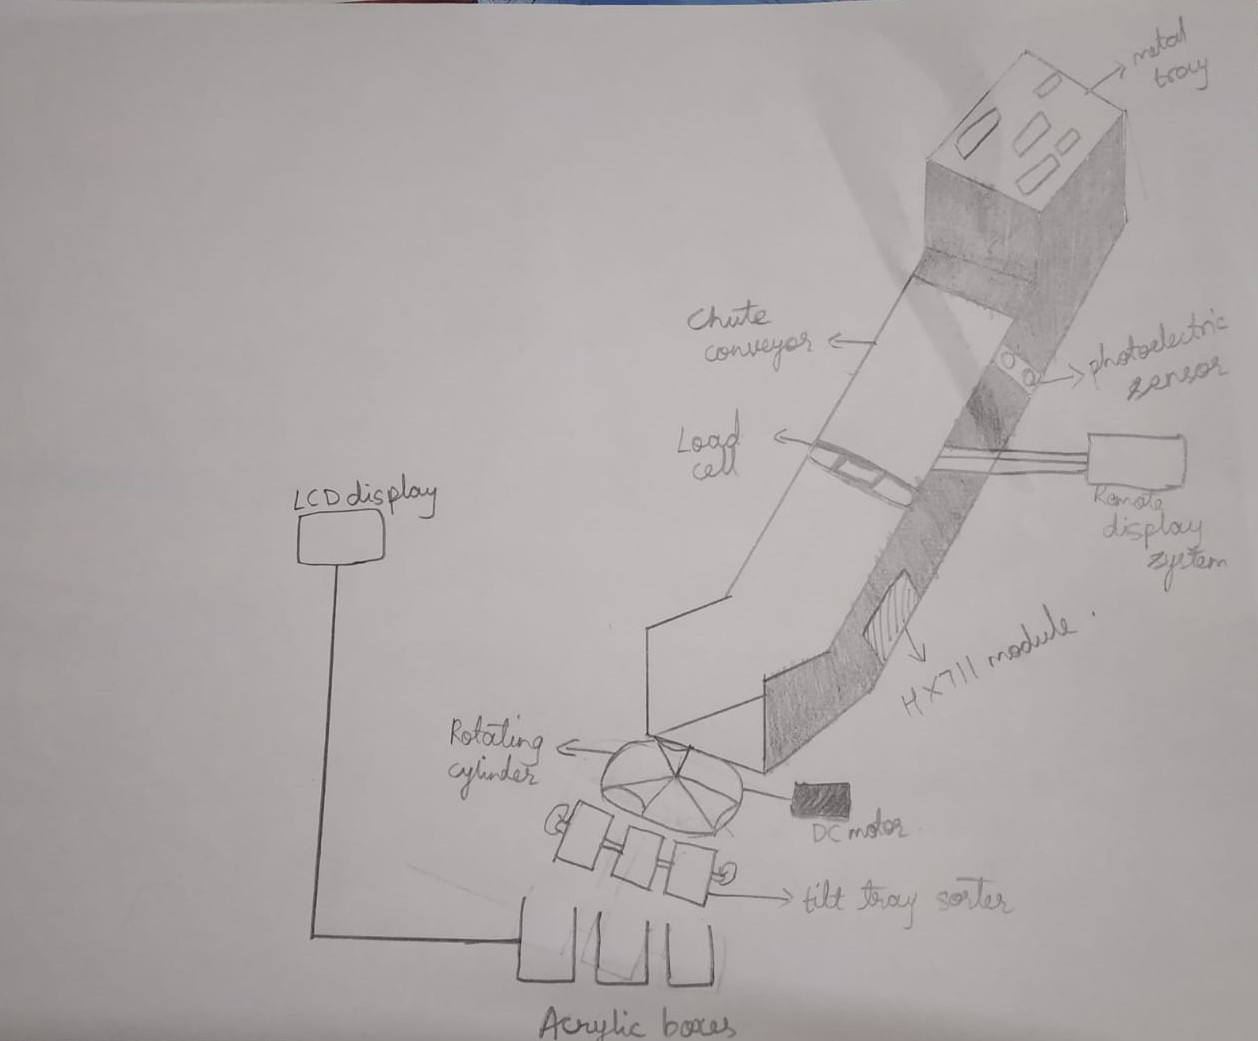 metal
tray
Chute
conveyor
photoelectric
sensor
Load
cell
LCD display
Remote
display
system
HX711 module.
Rotating
cylinder
DC motor
tilt tray sorter
Acrylic boxes